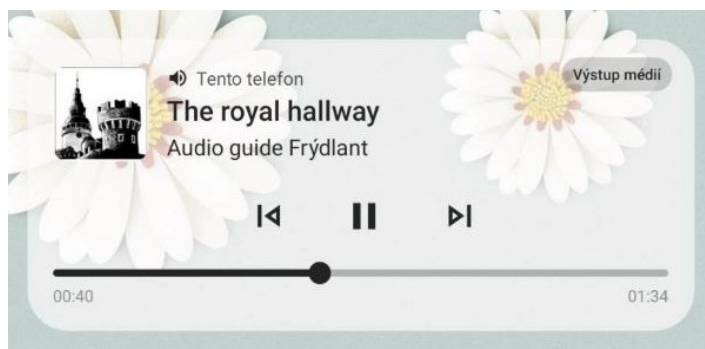 Tento telefon
Výstup médií
The royal hallway
Audio guide Frýdlant
00:40
01:34